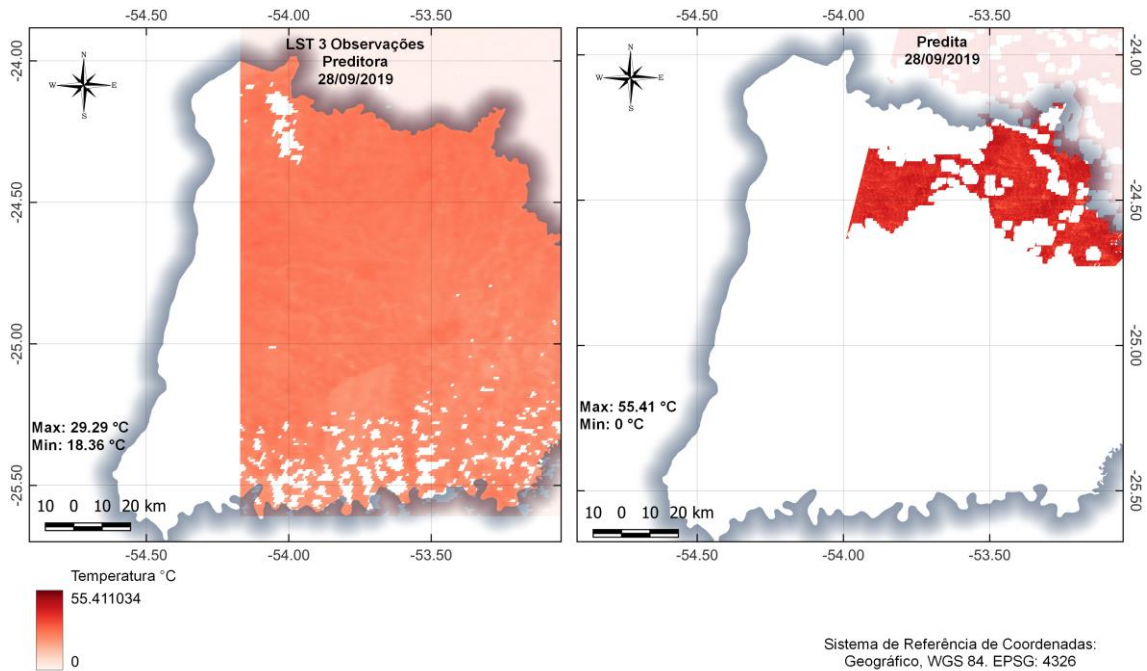 -54.50
-54.00
-53.50
-54.50
-54.00
-53.50
LST 3 Observações
Preditora
28/09/2019
Predita
28/09/2019
N
W
E
S
N
W
E
S
-24.00
-24.50
-25.00
-25.50
-24.00
-24.50
-25.00
-25.50
Max: 29.29 °C
Min: 18.36 °C
Max: 55.41 °C
Min: 0 °C
10 0 10 20 km
10 0 10 20 km
-54.50
-54.00
-53.50
-54.50
-54.00
-53.50
Temperatura °C
55.411034
0
Sistema de Referência de Coordenadas:
Geográfico, WGS 84. EPSG: 4326